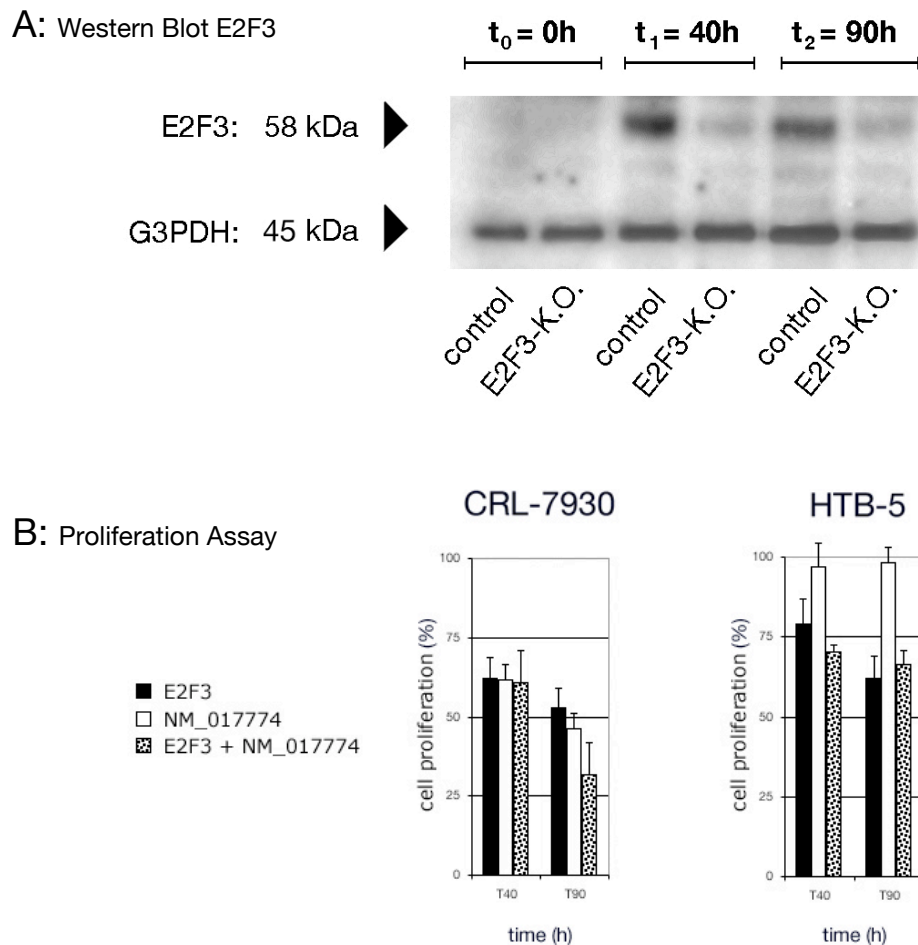 A: Western Blot E2F3
t0 = 0h t1 = 40h t2 = 90h
E2F3: 58 kDa
G3PDH: 45 kDa
control E2F3-K.O. control E2F3-K.O. control E2F3-K.O.
B: Proliferation Assay
E2F3
NM_017774
E2F3 + NM_017774
CRL-7930
cell proliferation (%)
100
75
50
25
0
T40 T90
time (h)
HTB-5
cell proliferation (%)
100
75
50
25
0
T40 T90
time (h)